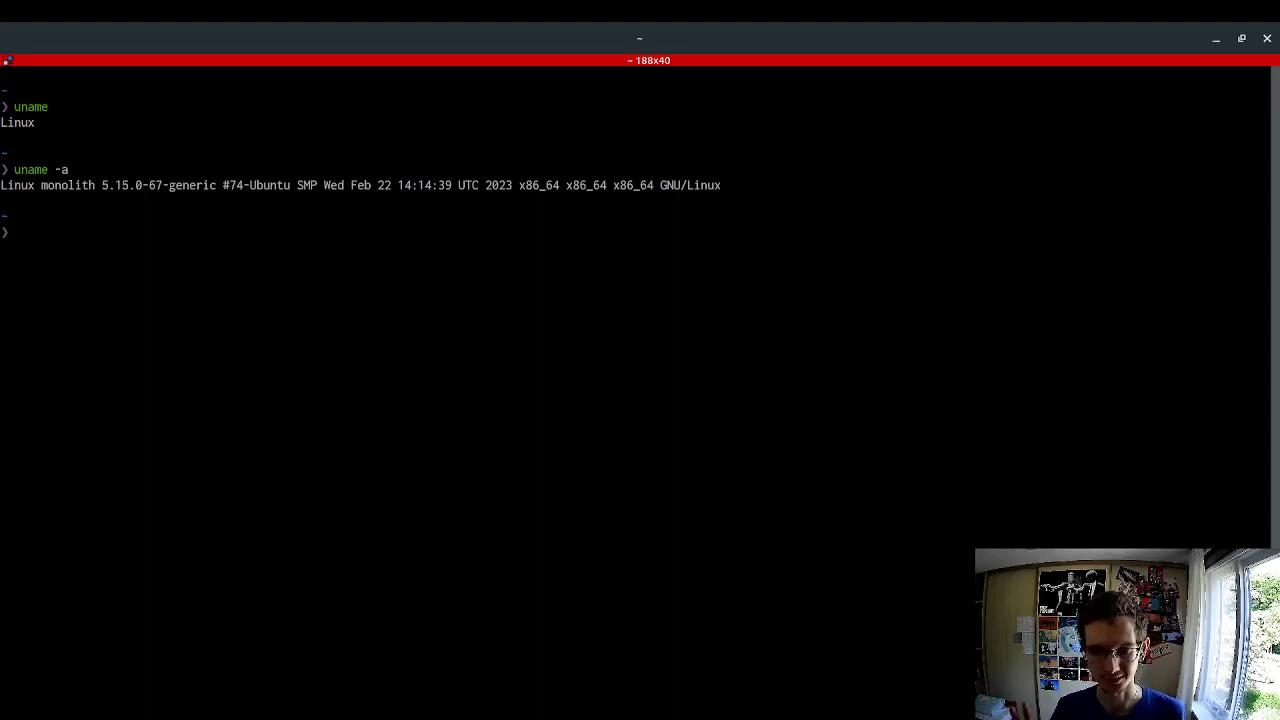 ~
~ 188x40
~
❯ uname
Linux
~
❯ uname -a
Linux monolith 5.15.0-67-generic #74-Ubuntu SMP Wed Feb 22 14:14:39 UTC 2023 x86_64 x86_64 x86_64 GNU/Linux
~
❯